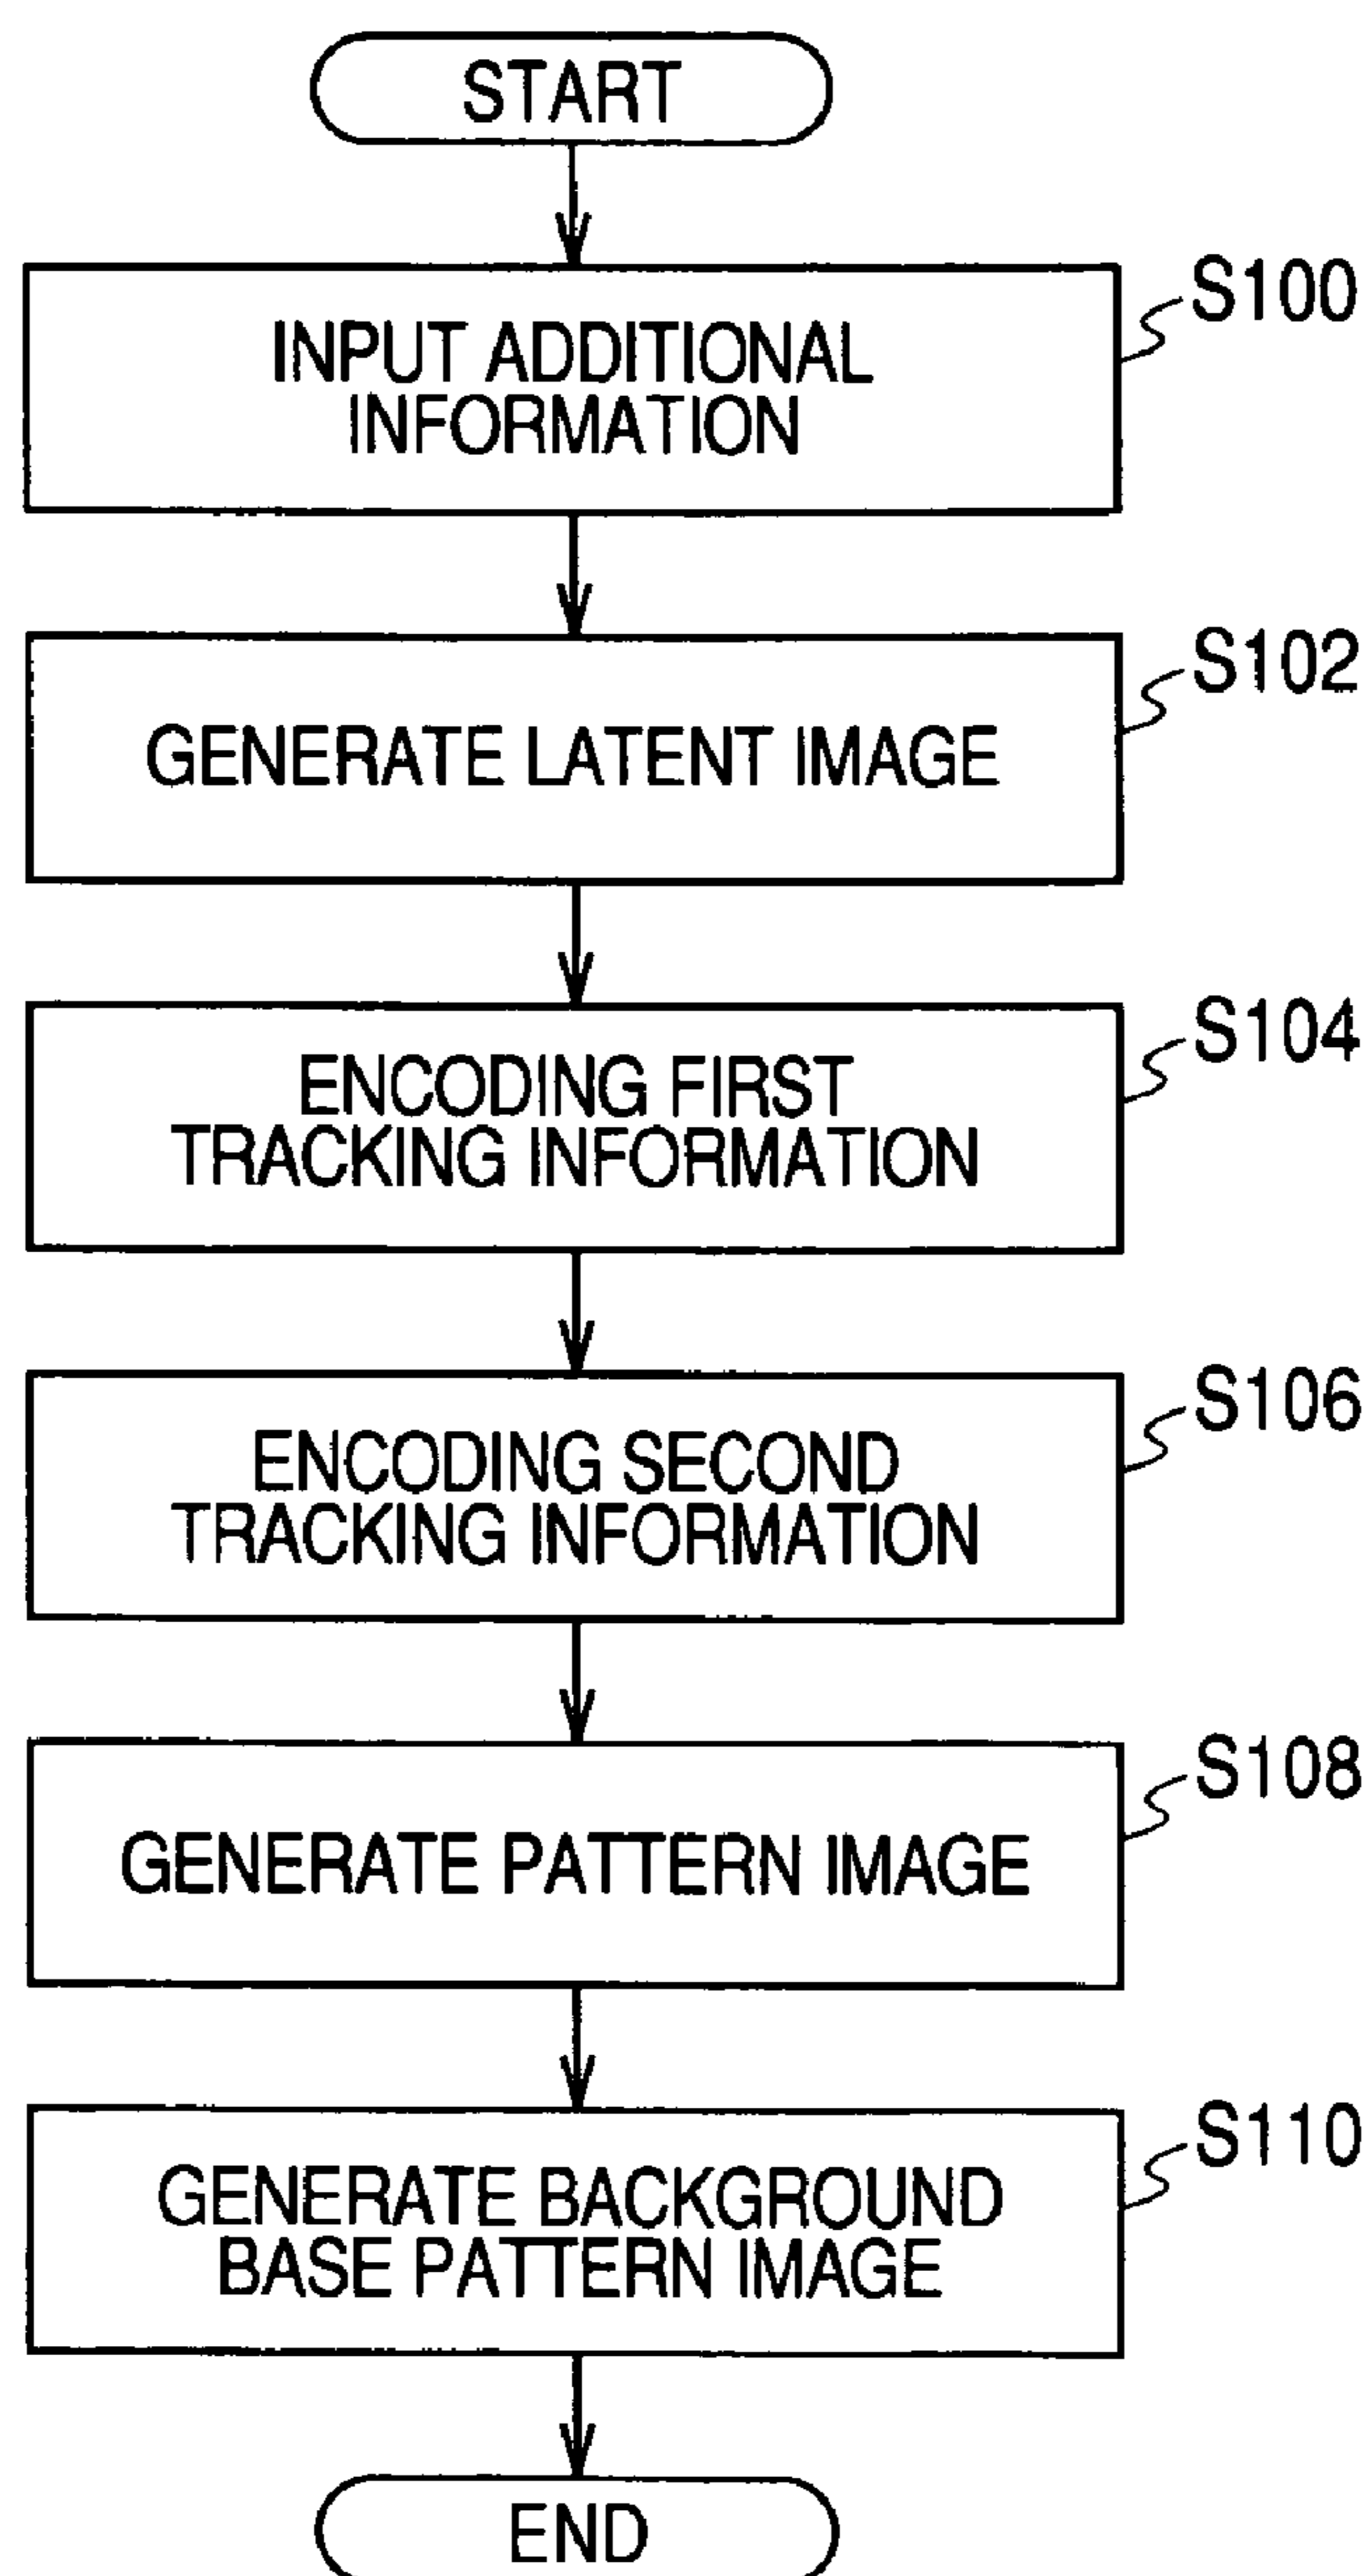 START
S100
INPUT ADDITIONAL
INFORMATION
S102
GENERATE LATENT IMAGE
S104
ENCODING FIRST
TRACKING INFORMATION
S106
ENCODING SECOND
TRACKING INFORMATION
S108
GENERATE PATTERN IMAGE
S110
GENERATE BACKGROUND
BASE PATTERN IMAGE
END